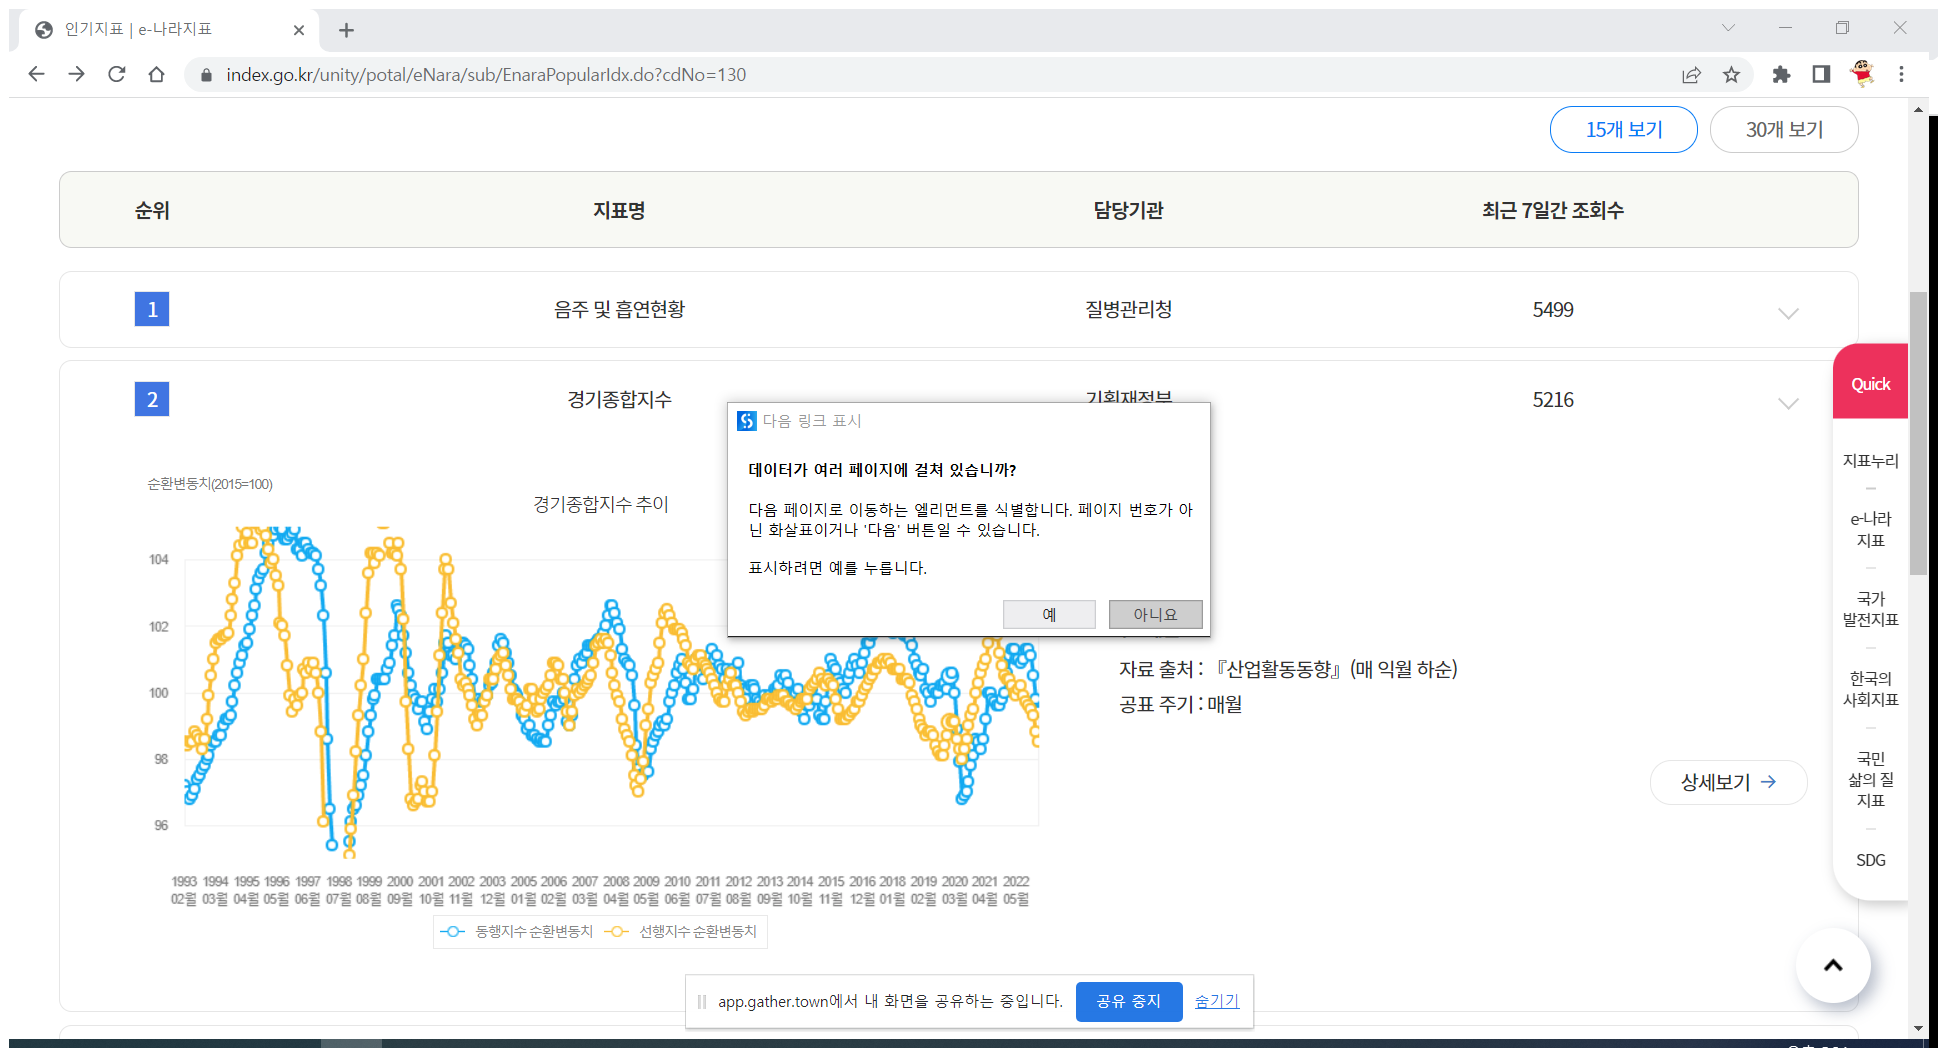 인기지표 | e-나라지표
index.go.kr/unity/potal/eNara/sub/EnaraPopularIdx.do?cdNo=130
15개 보기
30개 보기
순위 지표명 담당기관 최근 7일간 조회수
1 음주 및 흡연현황 질병관리청 5499
2 경기종합지수 기획재정부 5216
다음 링크 표시
데이터가 여러 페이지에 걸쳐 있습니까?
다음 페이지로 이동하는 엘리먼트를 식별합니다. 페이지 번호가 아
닌 화살표이거나 '다음' 버튼일 수 있습니다.
표시하려면 예를 누릅니다.
예 아니요
순환변동치(2015=100)
경기종합지수 추이
104
102
100
98
96
1993 1994 1995 1996 1997 1998 1999 2000 2001 2002 2003 2005 2006 2007 2008 2009 2010 2011 2012 2013 2014 2015 2016 2018 2019 2020 2021 2022
02월 03월 04월 05월 06월 07월 08월 09월 10월 11월 12월 01월 02월 03월 04월 05월 06월 07월 08월 09월 10월 11월 12월 01월 02월 03월 04월 05월
동행지수 순환변동치 선행지수 순환변동치
자료 출처 : 『산업활동동향』(매 익월 하순)
공표 주기 : 매월
상세보기 →
Quick
지표누리
e-나라
지표
국가
발전지표
한국의
사회지표
국민
삶의 질
지표
SDG
app.gather.town에서 내 화면을 공유하는 중입니다. 공유 중지 숨기기